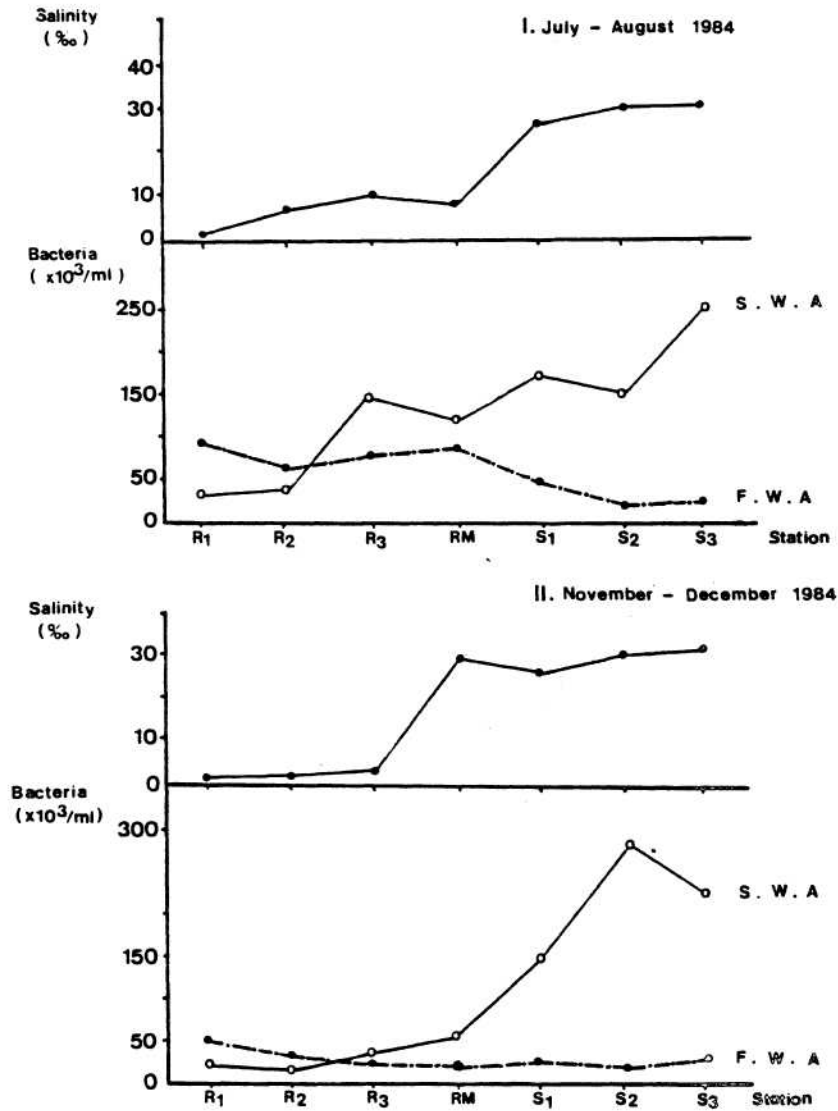 Salinity
(‰)
I. July - August 1984
40
30
10
0
Bacteria
( x10³/ml)
250
150
50
0
S . W . A
F . W . A
R1 R2 R3 RM S1 S2 S3 Station
II. November - December 1984
Salinity
(‰)
30
10
0
Bacteria
(x10³/ml)
300
150
50
0
S . W . A
F . W . A
R1 R2 R3 RM S1 S2 S3 Station